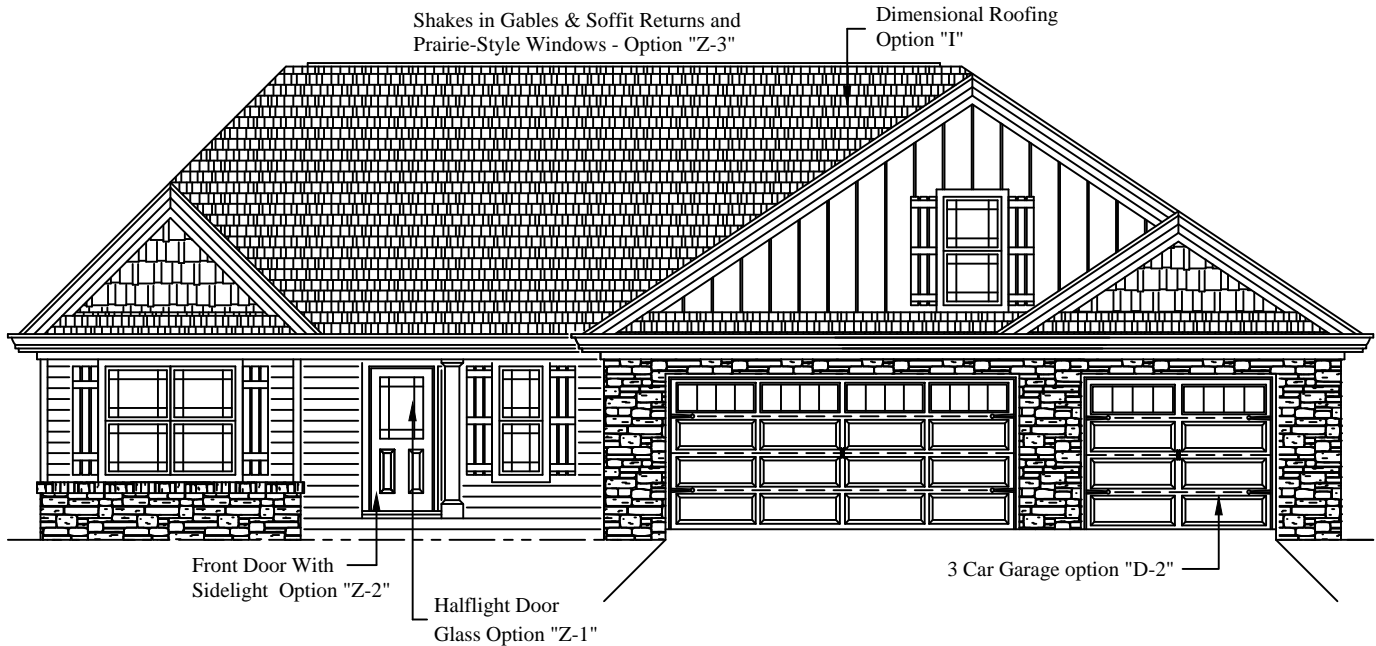 Shakes in Gables & Soffit Returns and
Prairie-Style Windows - Option "Z-3"
Dimensional Roofing
Option "I"
Front Door With
Sidelight Option "Z-2"
Halflight Door
Glass Option "Z-1"
3 Car Garage option "D-2"